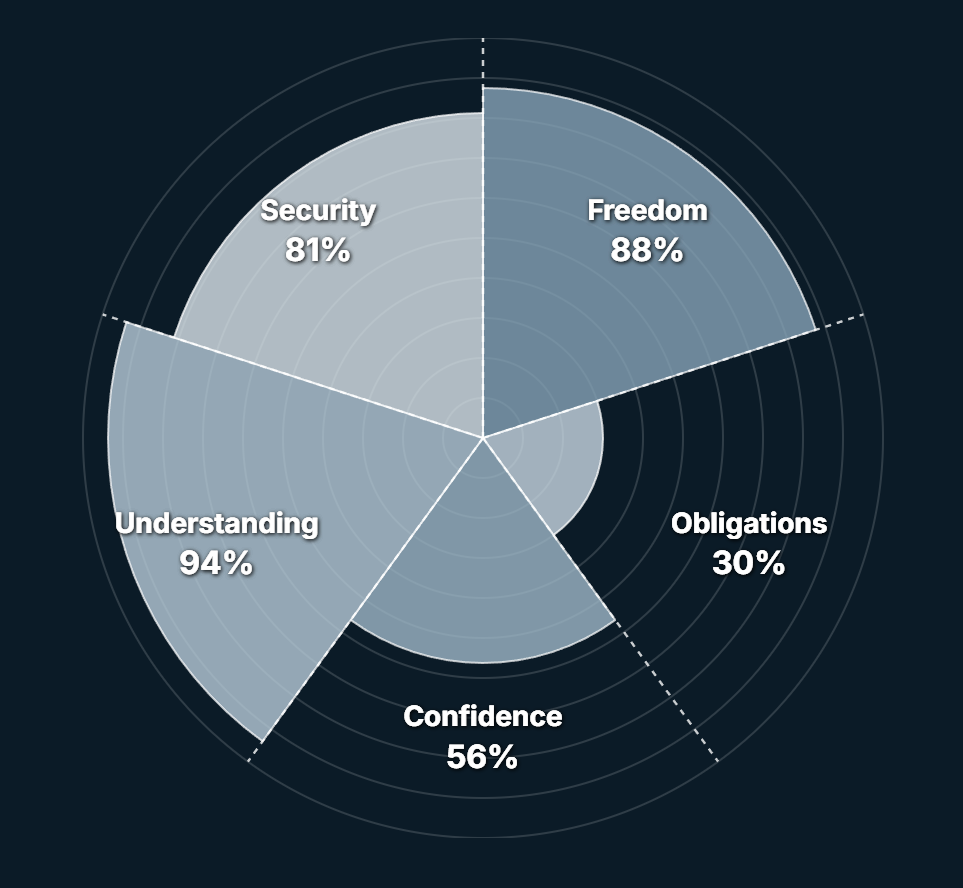 Security
81%
Freedom
88%
Understanding
94%
Obligations
30%
Confidence
56%